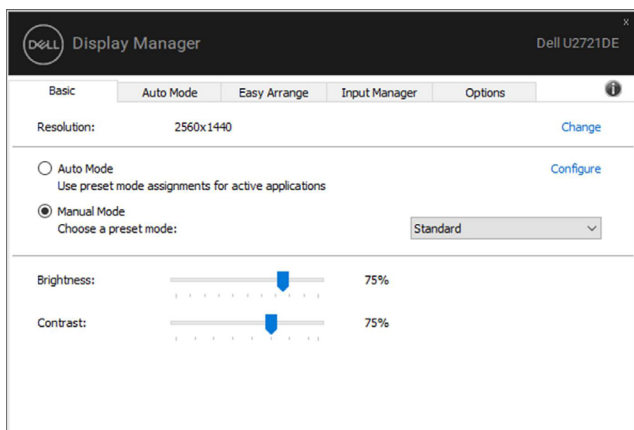 x
DELL Display Manager Dell U2721DE
Basic Auto Mode Easy Arrange Input Manager Options i
Resolution: 2560x1440 Change
Auto Mode Configure
Use preset mode assignments for active applications
Manual Mode
Choose a preset mode: Standard
Brightness: 75%
Contrast: 75%